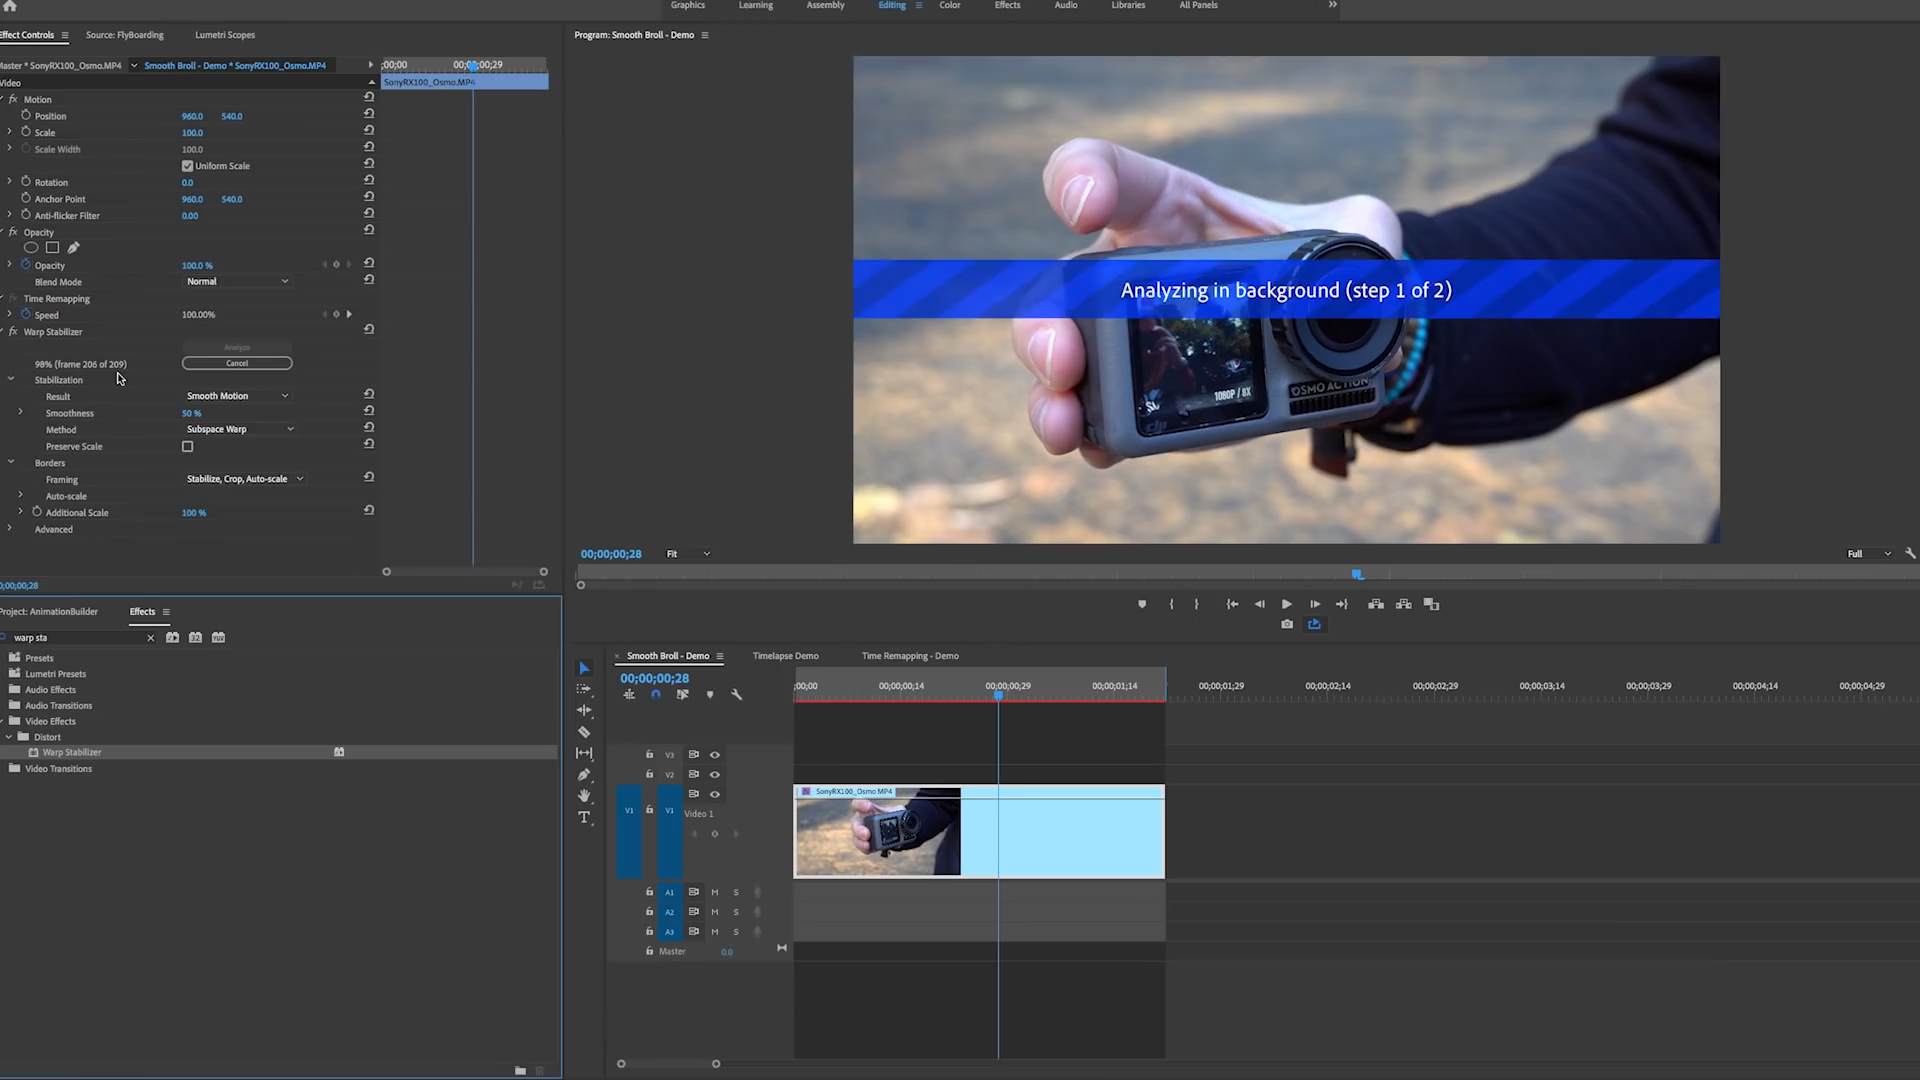 Graphics Learning Assembly Editing Color Effects Audio Libraries All Panels
Effect Controls Source: FlyBoarding Lumetri Scopes
Program: Smooth Broll - Demo
Master * SonyRX100_Osmo.MP4 Smooth Broll - Demo * SonyRX100_Osmo.MP4
;00;00 00;00;00;29
Video SonyRX100_Osmo.MP4
fx Motion
Position 960.0 540.0
Scale 100.0
Scale Width 100.0
Uniform Scale
Rotation 0.0
Anchor Point 960.0 540.0
Anti-flicker Filter 0.00
fx Opacity
Opacity 100.0 %
Blend Mode Normal
fx Time Remapping
Speed 100.00%
fx Warp Stabilizer
Analyze
98% (frame 206 of 209) Cancel
Stabilization
Result Smooth Motion
Smoothness 50 %
Method Subspace Warp
Preserve Scale
Borders
Framing Stabilize, Crop, Auto-scale
Auto-scale
Additional Scale 100 %
Advanced
0;00;00;28
Analyzing in background (step 1 of 2)
1080P / 8X
OSMO ACTION
dji
00;00;00;28 Fit Full
Project: AnimationBuilder Effects
warp sta
32 YUV
Presets
Lumetri Presets
Audio Effects
Audio Transitions
Video Effects
Distort
Warp Stabilizer
Video Transitions
× Smooth Broll - Demo Timelapse Demo Time Remapping - Demo
00;00;00;28
;00;00 00;00;00;14 00;00;00;29 00;00;01;14 00;00;01;29 00;00;02;14 00;00;02;29 00;00;03;14 00;00;03;29 00;00;04;14 00;00;04;29
V3
V2
V1 V1 Video 1
SonyRX100_Osmo.MP4
A1 M S
A2 M S
A3 M S
Master 0.0
T